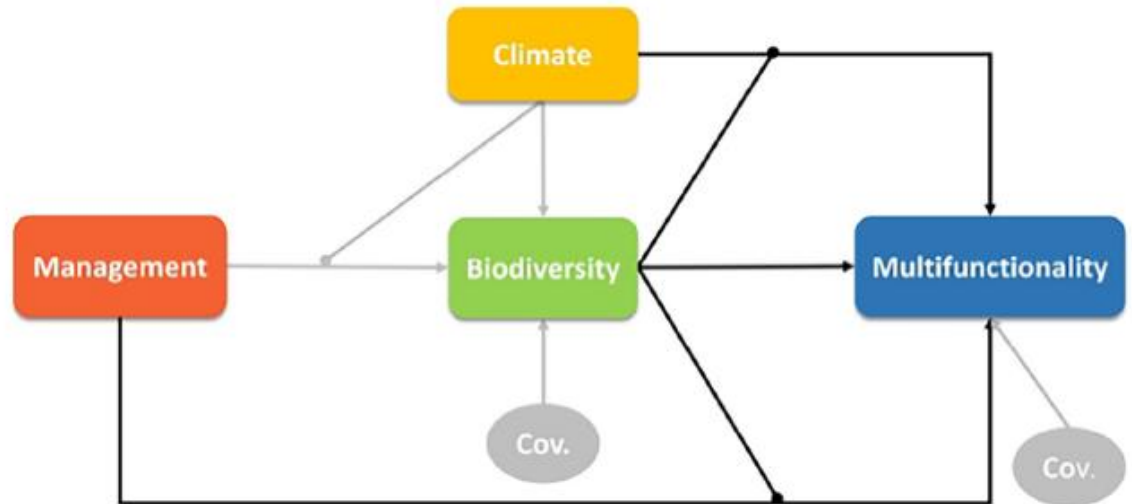 Climate
Management
Biodiversity
Multifunctionality
Cov.
Cov.